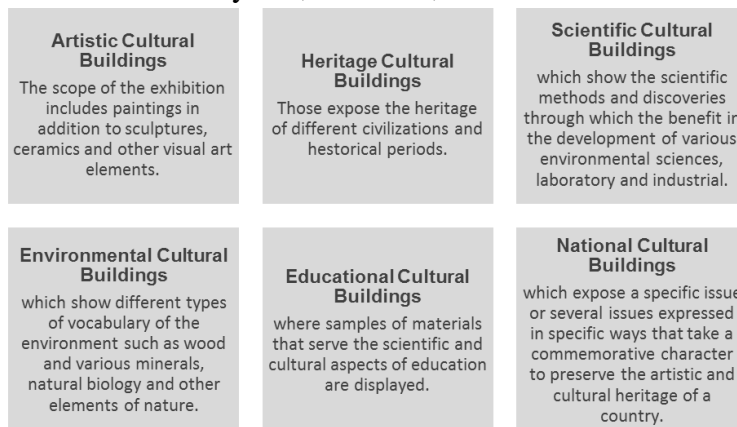 Artistic Cultural
Buildings
The scope of the exhibition
includes paintings in
addition to sculptures,
ceramics and other visual art
elements.
Heritage Cultural
Buildings
Those expose the heritage
of different civilizations and
hestorical periods.
Scientific Cultural
Buildings
which show the scientific
methods and discoveries
through which the benefit in
the development of various
environmental sciences,
laboratory and industrial.
Environmental Cultural
Buildings
which show different types
of vocabulary of the
environment such as wood
and various minerals,
natural biology and other
elements of nature.
Educational Cultural
Buildings
where samples of materials
that serve the scientific and
cultural aspects of education
are displayed.
National Cultural
Buildings
which expose a specific issue
or several issues expressed
in specific ways that take a
commemorative character
to preserve the artistic and
cultural heritage of a
country.